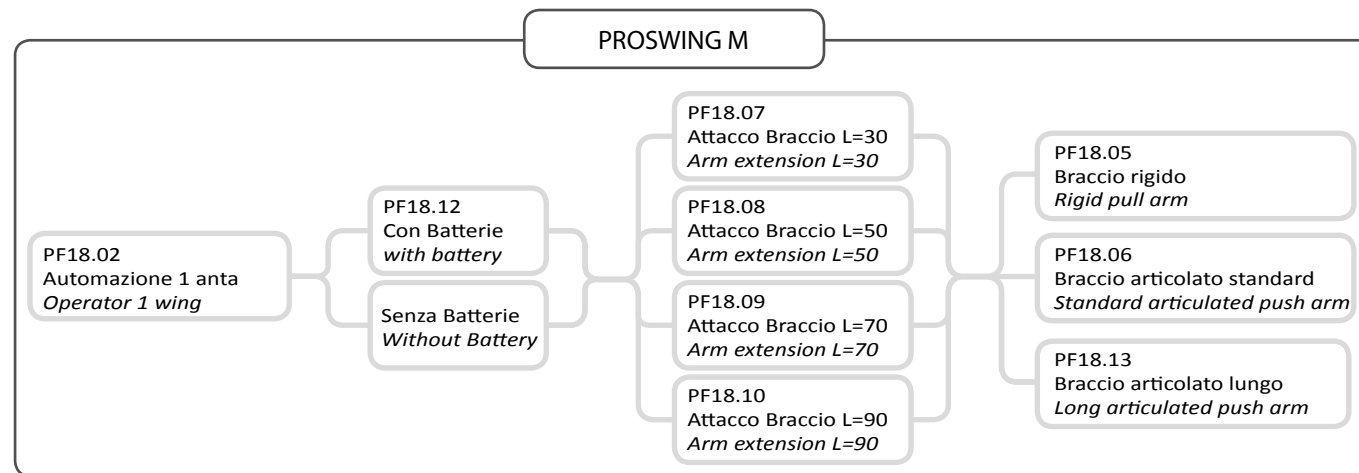 PROSWING M
PF18.02
Automazione 1 anta
Operator 1 wing
PF18.12
Con Batterie
with battery
Senza Batterie
Without Battery
PF18.07
Attacco Braccio L=30
Arm extension L=30
PF18.08
Attacco Braccio L=50
Arm extension L=50
PF18.09
Attacco Braccio L=70
Arm extension L=70
PF18.10
Attacco Braccio L=90
Arm extension L=90
PF18.05
Braccio rigido
Rigid pull arm
PF18.06
Braccio articolato standard
Standard articulated push arm
PF18.13
Braccio articolato lungo
Long articulated push arm